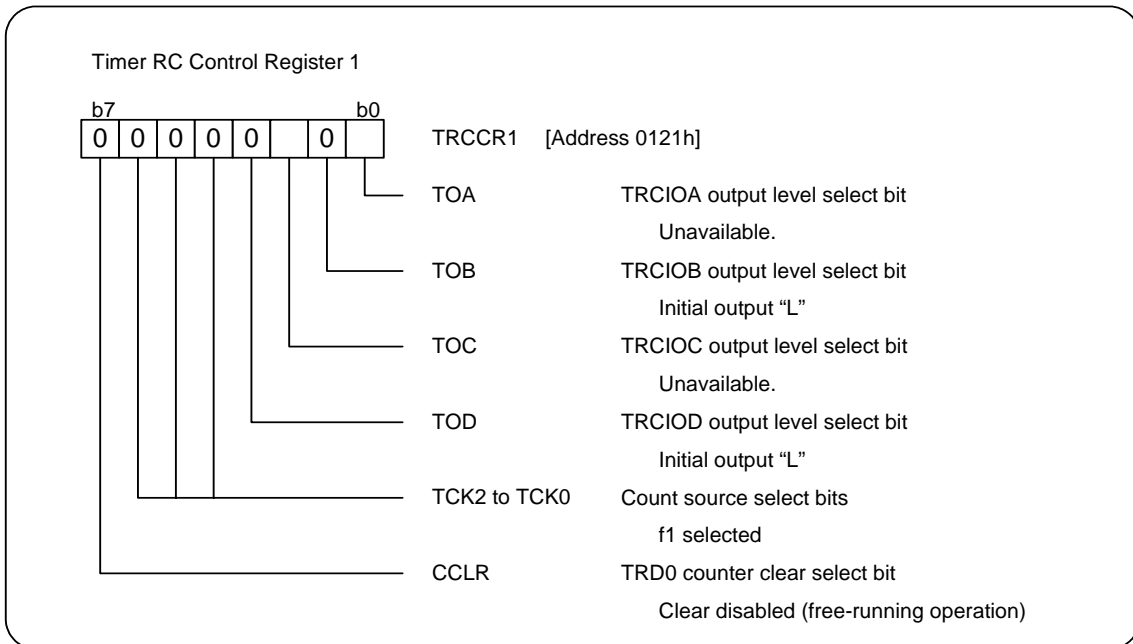 Timer RC Control Register 1
b7 b0
0 0 0 0 0 0
TRCCR1 [Address 0121h]
TOA TRCIOA output level select bit
Unavailable.
TOB TRCIOB output level select bit
Initial output “L”
TOC TRCIOC output level select bit
Unavailable.
TOD TRCIOD output level select bit
Initial output “L”
TCK2 to TCK0 Count source select bits
f1 selected
CCLR TRD0 counter clear select bit
Clear disabled (free-running operation)